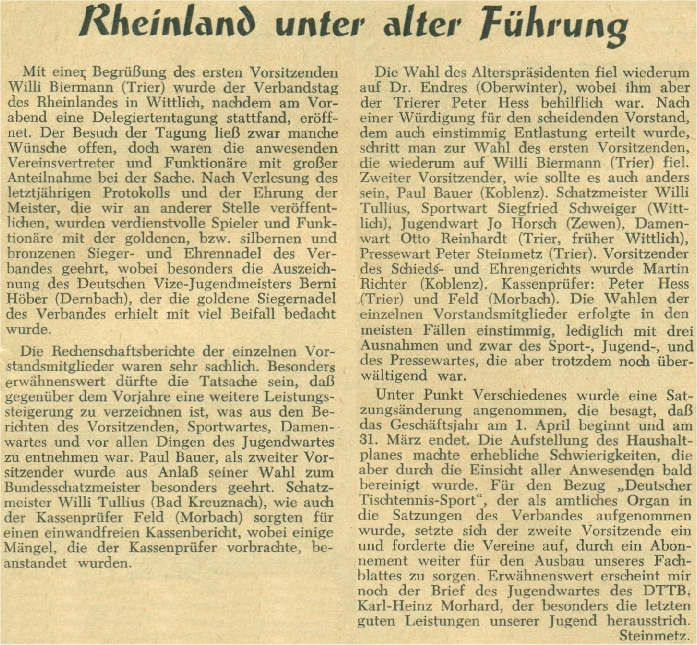 Rheinland unter alter Führung
Mit einer Begrüßung des ersten Vorsitzenden
Willi Biermann (Trier) wurde der Verbandstag
des Rheinlandes in Wittlich, nachdem am Vor-
abend eine Delegiertentagung stattfand, eröff-
net. Der Besuch der Tagung ließ zwar manche
Wünsche offen, doch waren die anwesenden
Vereinsvertreter und Funktionäre mit großer
Anteilnahme bei der Sache. Nach Verlesung des
letztjährigen Protokolls und der Ehrung der
Meister, die wir an anderer Stelle veröffent-
lichen, wurden verdienstvolle Spieler und Funk-
tionäre mit der goldenen, bzw. silbernen und
bronzenen Sieger- und Ehrennadel des Ver-
bandes geehrt, wobei besonders die Auszeich-
nung des Deutschen Vize-Jugendmeisters Berni
Höber (Dernbach), der die goldene Siegernadel
des Verbandes erhielt mit viel Beifall bedacht
wurde.
Die Rechenschaftsberichte der einzelnen Vor-
standsmitglieder waren sehr sachlich. Besonders
erwähnenswert dürfte die Tatsache sein, daß
gegenüber dem Vorjahre eine weitere Leistungs-
steigerung zu verzeichnen ist, was aus den Be-
richten des Vorsitzenden, Sportwartes, Damen-
wartes und vor allen Dingen des Jugendwartes
zu entnehmen war. Paul Bauer, als zweiter Vor-
sitzender wurde aus Anlaß seiner Wahl zum
Bundesschatzmeister besonders geehrt. Schatz-
meister Willi Tullius (Bad Kreuznach), wie auch
der Kassenprüfer Feld (Morbach) sorgten für
einen einwandfreien Kassenbericht, wobei einige
Mängel, die der Kassenprüfer vorbrachte, be-
anstandet wurden.
Die Wahl des Alterspräsidenten fiel wiederum
auf Dr. Endres (Oberwinter), wobei ihm aber
der Trierer Peter Hess behilflich war. Nach
einer Würdigung für den scheidenden Vorstand,
dem auch einstimmig Entlastung erteilt wurde,
schritt man zur Wahl des ersten Vorsitzenden,
die wiederum auf Willi Biermann (Trier) fiel.
Zweiter Vorsitzender, wie sollte es auch anders
sein, Paul Bauer (Koblenz). Schatzmeister Willi
Tullius, Sportwart Siegfried Schweiger (Witt-
lich), Jugendwart Jo Horsch (Zewen), Damen-
wart Otto Reinhardt (Trier, früher Wittlich),
Pressewart Peter Steinmetz (Trier). Vorsitzender
des Schieds- und Ehrengerichts wurde Martin
Richter (Koblenz). Kassenprüfer: Peter Hess
(Trier) und Feld (Morbach). Die Wahlen der
einzelnen Vorstandsmitglieder erfolgte in den
meisten Fällen einstimmig, lediglich mit drei
Ausnahmen und zwar des Sport-, Jugend-, und
des Pressewartes, die aber trotzdem noch über-
wältigend war.
Unter Punkt Verschiedenes wurde eine Sat-
zungsänderung angenommen, die besagt, daß
das Geschäftsjahr am 1. April beginnt und am
31. März endet. Die Aufstellung des Haushalt-
planes machte erhebliche Schwierigkeiten, die
aber durch die Einsicht aller Anwesenden bald
bereinigt wurde. Für den Bezug „Deutscher
Tischtennis-Sport“, der als amtliches Organ in
die Satzungen des Verbandes aufgenommen
wurde, setzte sich der zweite Vorsitzende ein
und forderte die Vereine auf, durch ein Abon-
nement weiter für den Ausbau unseres Fach-
blattes zu sorgen. Erwähnenswert erscheint mir
noch der Brief des Jugendwartes des DTTB,
Karl-Heinz Morhard, der besonders die letzten
guten Leistungen unserer Jugend herausstrich.
Steinmetz.